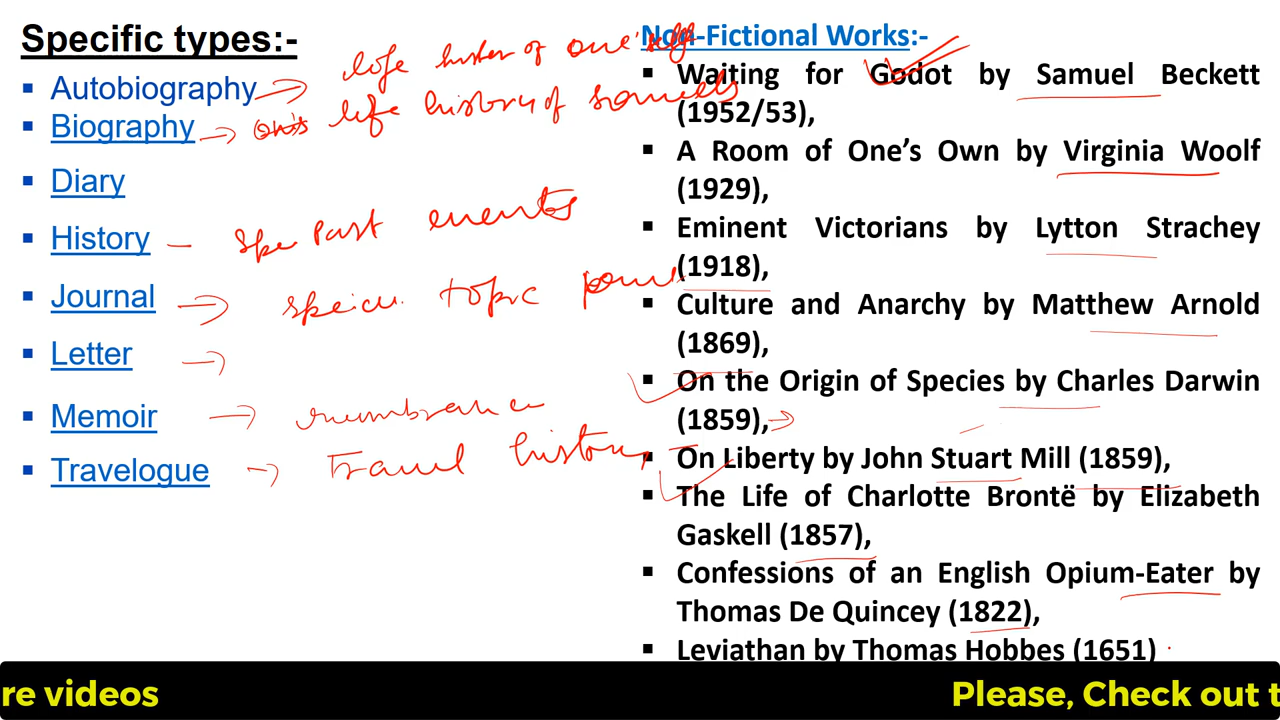 Specific types:-
Autobiography → life history of one's self
Biography → life history of
Diary
History - past events
Journal → topic
Letter →
Memoir →
Travelogue → Travel history
Non-Fictional Works:-
Waiting for Godot by Samuel Beckett
(1952/53),
A Room of One's Own by Virginia Woolf
(1929),
Eminent Victorians by Lytton Strachey
(1918),
Culture and Anarchy by Matthew Arnold
(1869),
On the Origin of Species by Charles Darwin
(1859),
On Liberty by John Stuart Mill (1859),
The Life of Charlotte Brontë by Elizabeth
Gaskell (1857),
Confessions of an English Opium-Eater by
Thomas De Quincey (1822),
Leviathan by Thomas Hobbes (1651)
re videos Please, Check out t